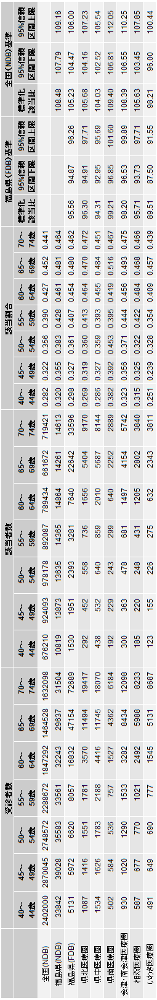 受診者数 該当者数 該当割合 福島県(FDB)基準 全国(NDB)基準
40～ 45～ 50～ 55～ 60～ 65～ 70～ 40～ 45～ 50～ 55～ 60～ 65～ 70～ 40～ 45～ 50～ 55～ 60～ 65～ 70～ 標準化 95%信頼 95%信頼 標準化 95%信頼 95%信頼
44歳 49歳 54歳 59歳 64歳 69歳 74歳 44歳 49歳 54歳 59歳 64歳 69歳 74歳 44歳 49歳 54歳 59歳 64歳 69歳 74歳 該当比 区間下限 区間上限 該当比 区間下限 区間上限
全国(NDB) 2402000 2870045 2748572 2288672 1847292 1464528 1632098 676210 924093 978178 892087 789434 661672 719421 0.282 0.322 0.356 0.390 0.427 0.452 0.441
福島県(NDB) 33842 39028 35583 33561 32243 29637 31504 10819 13873 13635 14365 14864 14261 14613 0.320 0.355 0.383 0.428 0.461 0.481 0.464 108.48 107.79 109.16
福島県(FDB) 5131 5972 6620 8057 16832 47154 72689 1530 1951 2393 3281 7640 22642 33596 0.298 0.327 0.361 0.407 0.454 0.480 0.462 95.56 94.87 96.26 105.23 104.47 106.00
県北医療圏 1087 1416 1551 1781 3570 11494 19417 292 452 558 736 1656 5404 9170 0.269 0.319 0.360 0.413 0.464 0.470 0.472 96.30 94.91 97.71 105.68 104.16 107.23
県中医療圏 1534 1626 1783 2188 4416 11745 18070 438 532 640 859 2010 5687 8144 0.286 0.327 0.359 0.393 0.455 0.484 0.451 94.31 92.95 95.69 104.03 102.52 105.54
県南医療圏 502 584 536 757 1527 4362 6184 192 229 243 299 640 2252 2889 0.382 0.392 0.453 0.395 0.419 0.516 0.467 99.21 96.85 101.60 109.40 106.81 112.05
会津・南会津医療圏 930 1020 1290 1533 3282 8434 12098 300 363 478 681 1497 4154 5742 0.323 0.356 0.371 0.444 0.456 0.493 0.475 98.20 96.53 99.89 108.39 106.55 110.25
相双医療圏 587 677 770 1021 2492 5988 8233 185 220 248 431 1205 2802 3840 0.315 0.325 0.322 0.422 0.484 0.468 0.466 95.71 93.73 97.71 105.63 103.45 107.85
いわき医療圏 491 649 690 777 1545 5131 8687 123 155 226 275 632 2343 3811 0.251 0.239 0.328 0.354 0.409 0.457 0.439 89.51 87.50 91.55 98.21 96.00 100.44